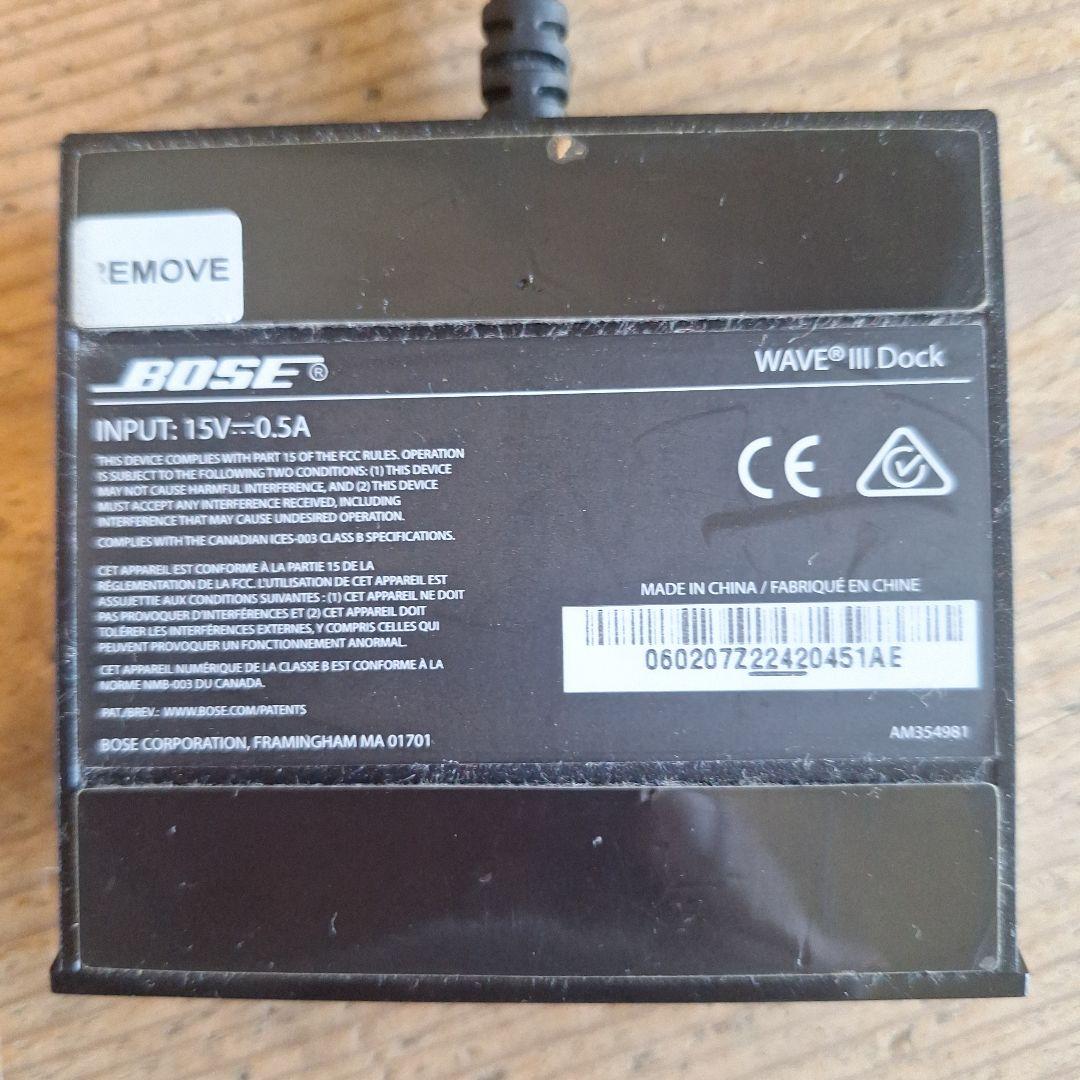 REMOVE
BOSE®
WAVE® III Dock
INPUT: 15V⎓0.5A
THIS DEVICE COMPLIES WITH PART 15 OF THE FCC RULES. OPERATION
IS SUBJECT TO THE FOLLOWING TWO CONDITIONS: (1) THIS DEVICE
MAY NOT CAUSE HARMFUL INTERFERENCE, AND (2) THIS DEVICE
MUST ACCEPT ANY INTERFERENCE RECEIVED, INCLUDING
INTERFERENCE THAT MAY CAUSE UNDESIRED OPERATION.
COMPLIES WITH THE CANADIAN ICES-003 CLASS B SPECIFICATIONS.
CET APPAREIL EST CONFORME À LA PARTIE 15 DE LA
RÉGLEMENTATION DE LA FCC. L'UTILISATION DE CET APPAREIL EST
ASSUJETTIE AUX CONDITIONS SUIVANTES : (1) CET APPAREIL NE DOIT
PAS PROVOQUER D'INTERFÉRENCES ET (2) CET APPAREIL DOIT
TOLÉRER LES INTERFÉRENCES EXTERNES, Y COMPRIS CELLES QUI
PEUVENT PROVOQUER UN FONCTIONNEMENT ANORMAL.
CET APPAREIL NUMÉRIQUE DE LA CLASSE B EST CONFORME À LA
NORME NMB-003 DU CANADA.
PAT./BREV.: WWW.BOSE.COM/PATENTS
BOSE CORPORATION, FRAMINGHAM MA 01701
CE
MADE IN CHINA / FABRIQUÉ EN CHINE
060207Z22420451AE
AM354981